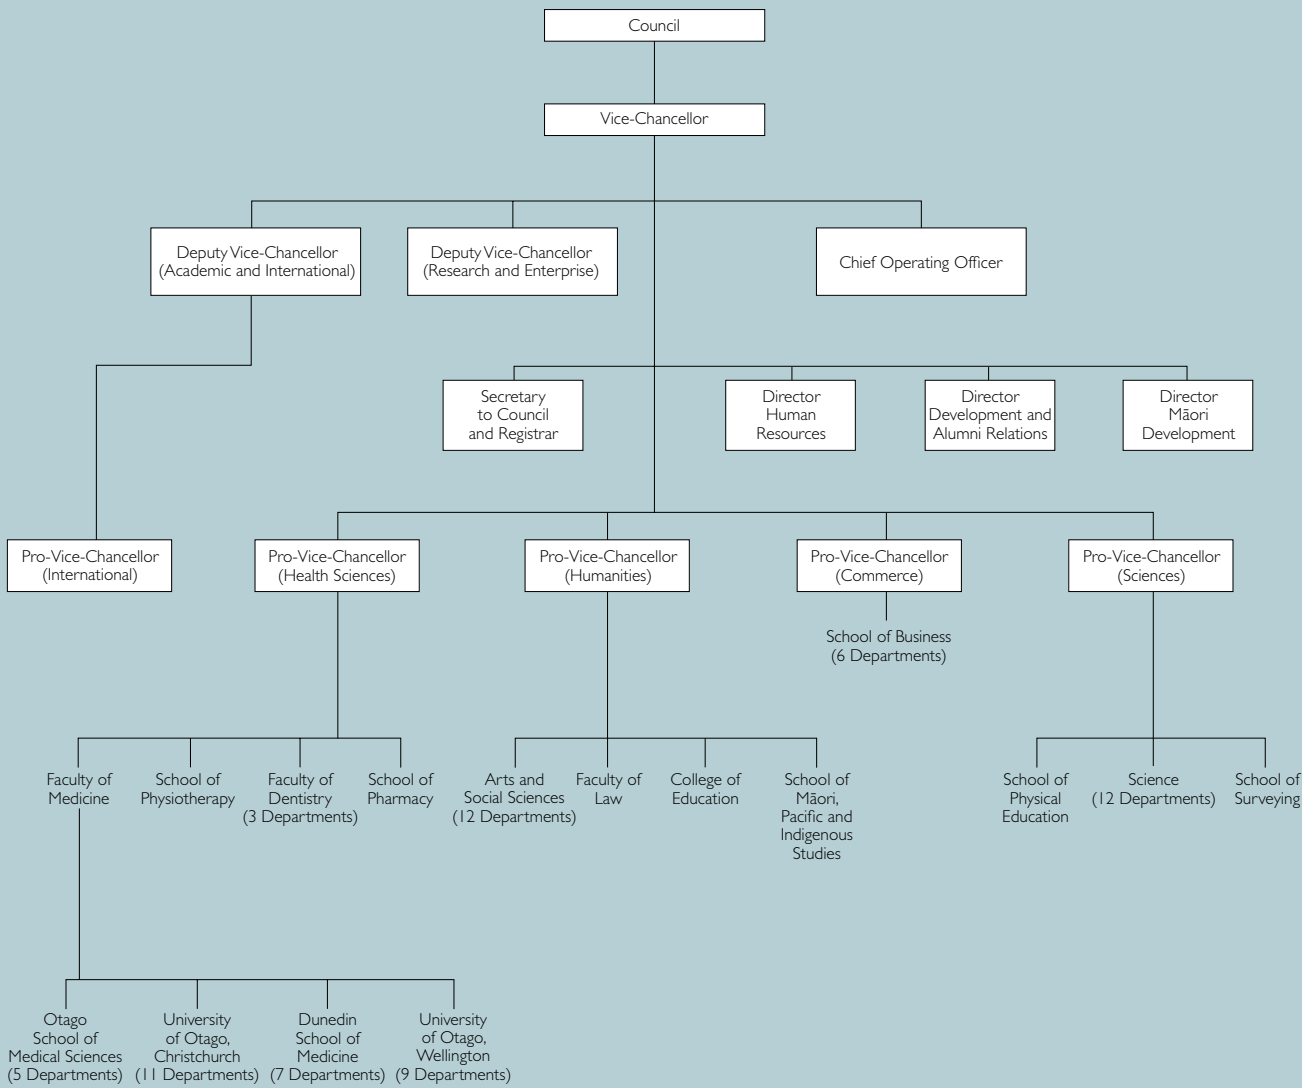 Council
Vice-Chancellor
Deputy Vice-Chancellor
(Academic and International)
Deputy Vice-Chancellor
(Research and Enterprise)
Chief Operating Officer
Secretary
to Council
and Registrar
Director
Human
Resources
Director
Development and
Alumni Relations
Director
Māori
Development
Pro-Vice-Chancellor
(International)
Pro-Vice-Chancellor
(Health Sciences)
Pro-Vice-Chancellor
(Humanities)
Pro-Vice-Chancellor
(Commerce)
Pro-Vice-Chancellor
(Sciences)
School of Business
(6 Departments)
Faculty of
Medicine
School of
Physiotherapy
Faculty of
Dentistry
(3 Departments)
School of
Pharmacy
Arts and
Social Sciences
(12 Departments)
Faculty of
Law
College of
Education
School of
Māori,
Pacific and
Indigenous
Studies
School of
Physical
Education
Science
(12 Departments)
School of
Surveying
Otago
School of
Medical Sciences
(5 Departments)
University
of Otago,
Christchurch
(11 Departments)
Dunedin
School of
Medicine
(7 Departments)
University
of Otago,
Wellington
(9 Departments)